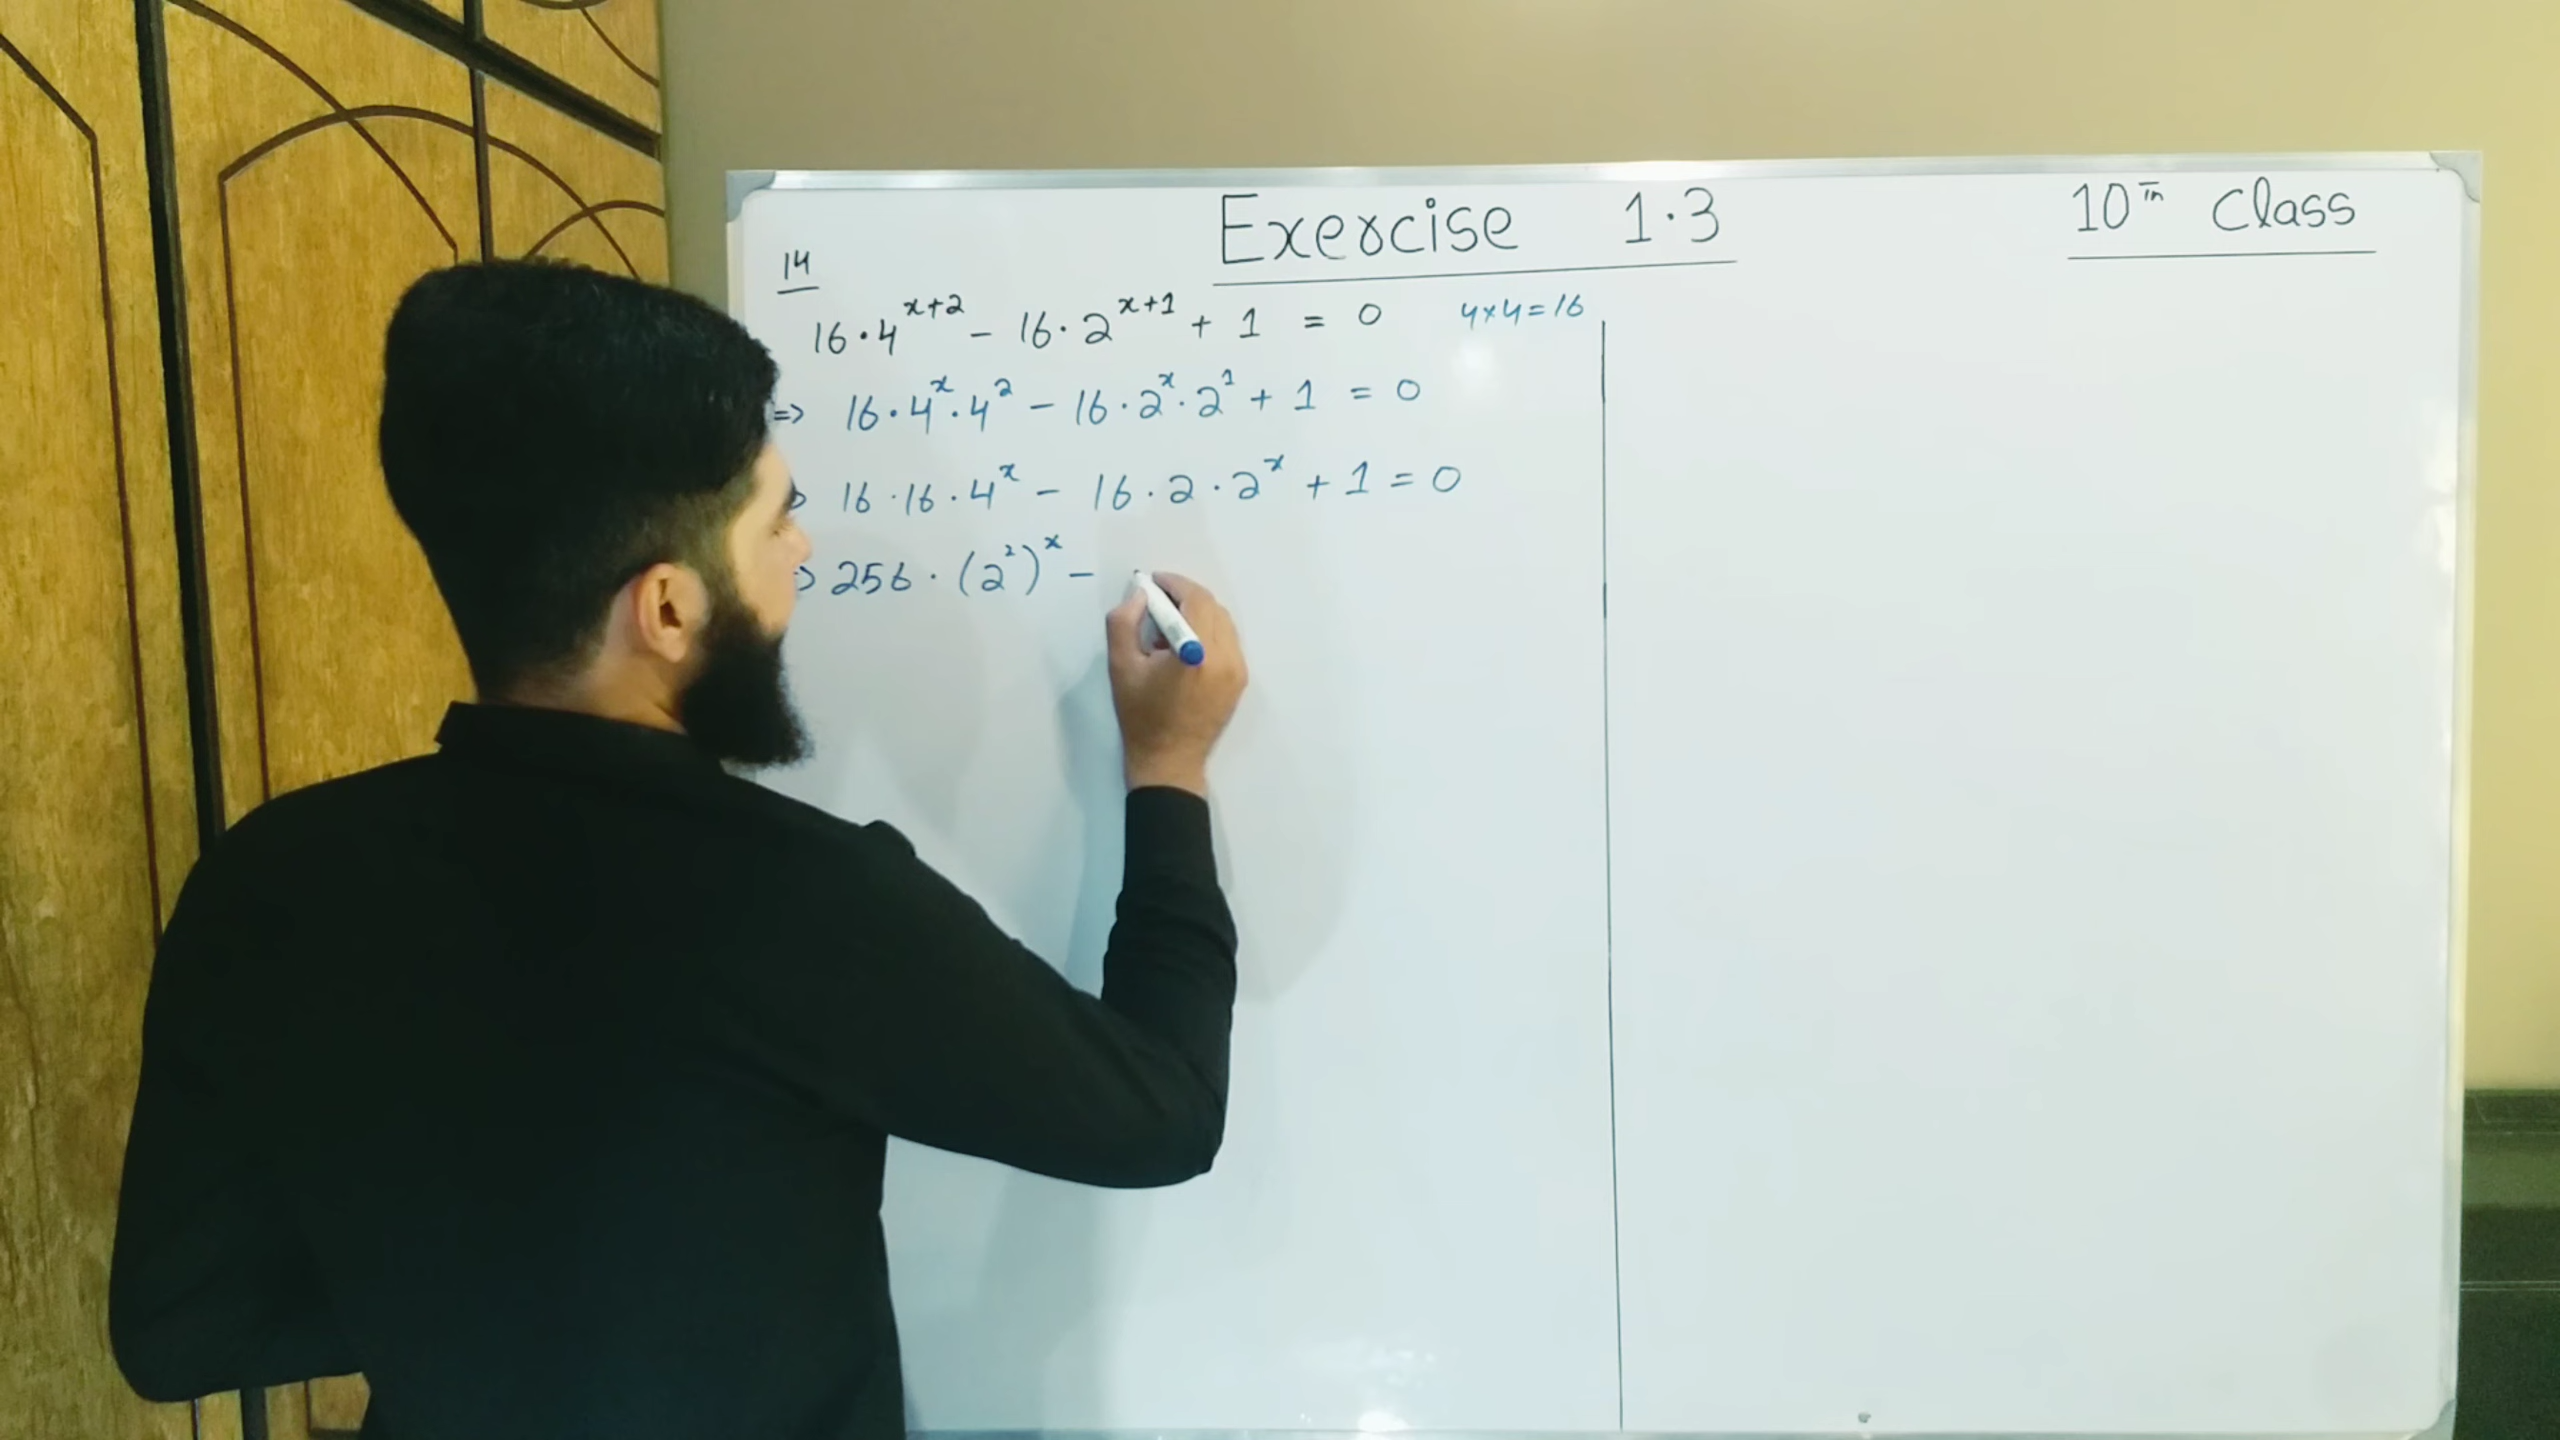 Exercise 1.3
10th Class
14
16·4^{x+2} - 16·2^{x+1} + 1 = 0
4×4=16
=> 16·4^x·4^2 - 16·2^x·2^1 + 1 = 0
16·16·4^x - 16·2·2^x + 1 = 0
256·(2^2)^x -